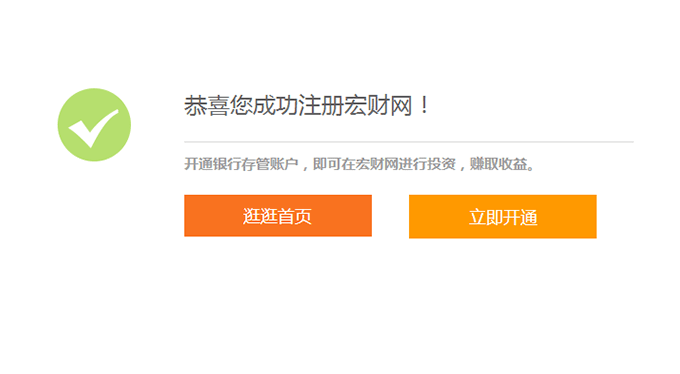 恭喜您成功注册宏财网！
开通银行存管账户，即可在宏财网进行投资，赚取收益。
逛逛首页
立即开通